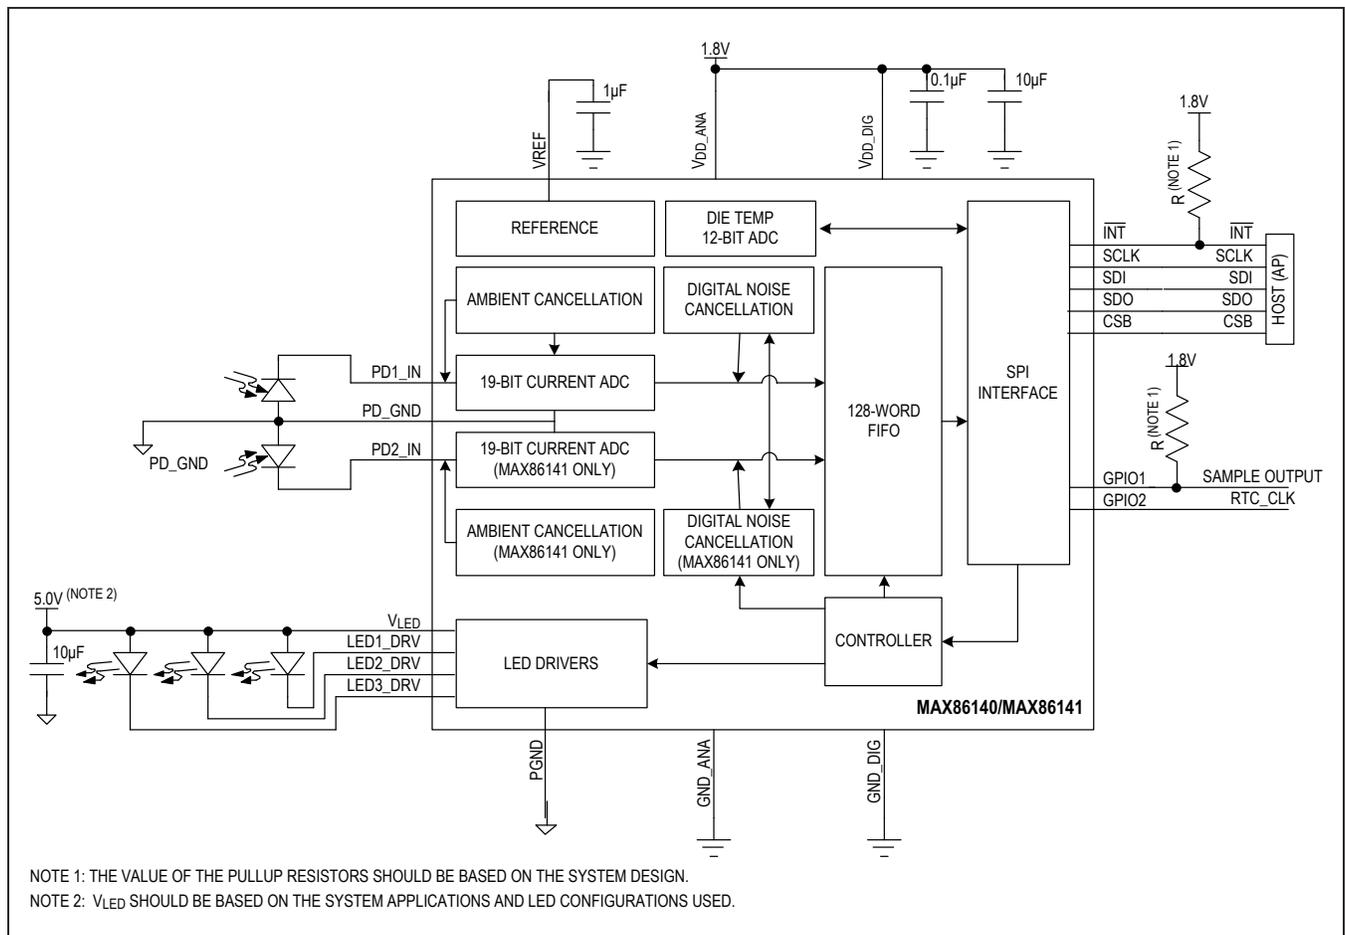 1.8V
0.1µF
10µF
1µF
1.8V
VREF
VDD_ANA
VDD_DIG
R (NOTE 1)
REFERENCE
DIE TEMP
12-BIT ADC
INT
INT
SCLK
SCLK
SDI
SDI
SDO
SDO
CSB
CSB
HOST (AP)
AMBIENT CANCELLATION
DIGITAL NOISE
CANCELLATION
PD1_IN
19-BIT CURRENT ADC
128-WORD
FIFO
SPI
INTERFACE
1.8V
R (NOTE 1)
PD_GND
PD_GND
PD2_IN
19-BIT CURRENT ADC
(MAX86141 ONLY)
GPIO1
SAMPLE OUTPUT
GPIO2
RTC_CLK
AMBIENT CANCELLATION
(MAX86141 ONLY)
DIGITAL NOISE
CANCELLATION
(MAX86141 ONLY)
5.0V (NOTE 2)
10µF
VLED
LED1_DRV
LED2_DRV
LED3_DRV
LED DRIVERS
CONTROLLER
MAX86140/MAX86141
PGND
GND_ANA
GND_DIG
NOTE 1: THE VALUE OF THE PULLUP RESISTORS SHOULD BE BASED ON THE SYSTEM DESIGN.
NOTE 2: VLED SHOULD BE BASED ON THE SYSTEM APPLICATIONS AND LED CONFIGURATIONS USED.